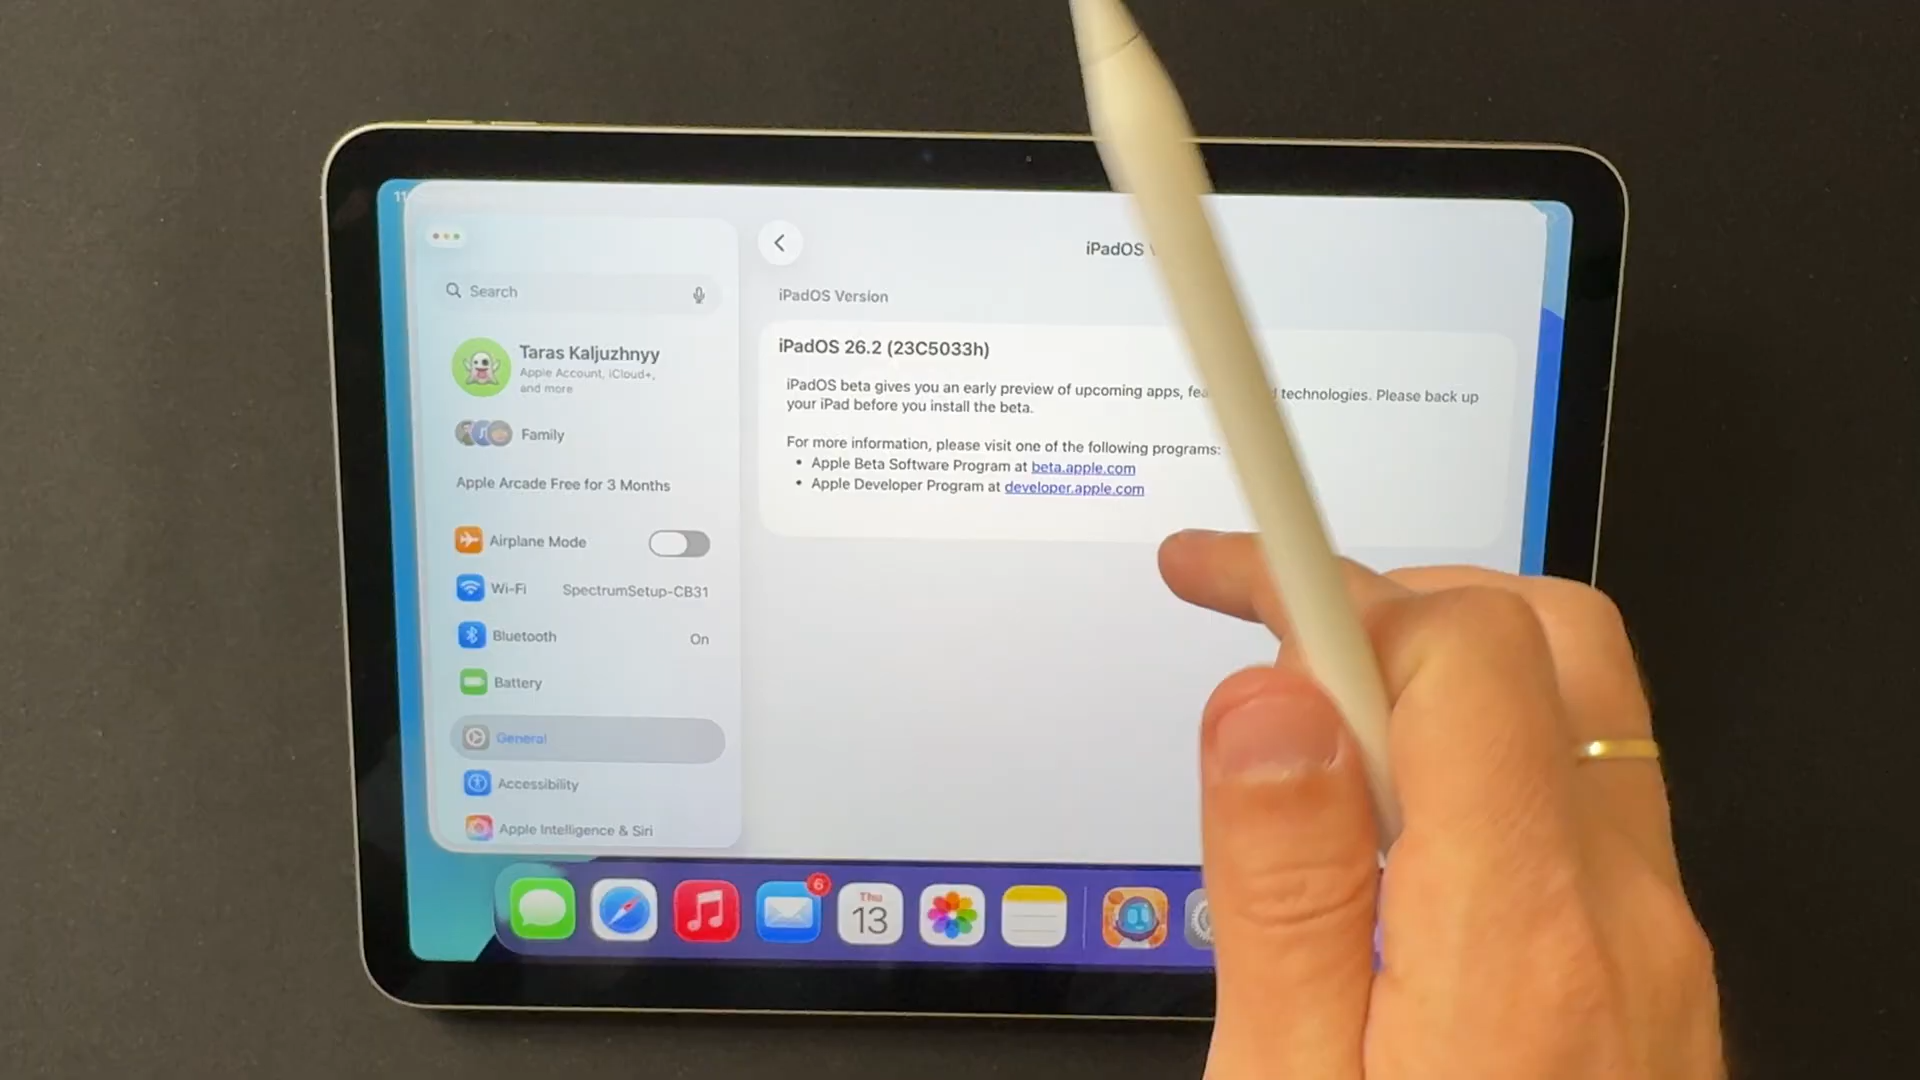 11
Search
Taras Kaljuzhnyy
Apple Account, iCloud+,
and more
Family
Apple Arcade Free for 3 Months
Airplane Mode
Wi-Fi SpectrumSetup-CB31
Bluetooth On
Battery
General
Accessibility
Apple Intelligence & Siri
iPadOS
iPadOS Version
iPadOS 26.2 (23C5033h)
iPadOS beta gives you an early preview of upcoming apps, technologies. Please back up
your iPad before you install the beta.
For more information, please visit one of the following programs:
• Apple Beta Software Program at beta.apple.com
• Apple Developer Program at developer.apple.com
6
Thu
13